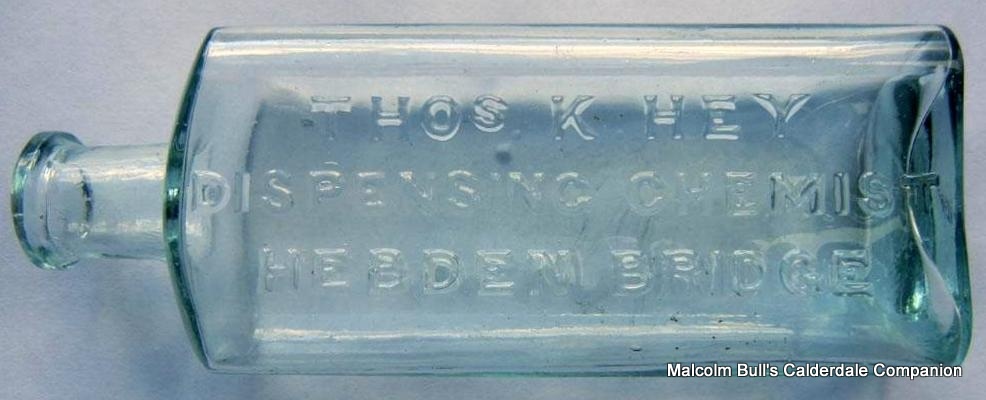 THOS K HEY
DISPENSING CHEMIST
HEBDEN BRIDGE
Malcolm Bull's Calderdale Companion